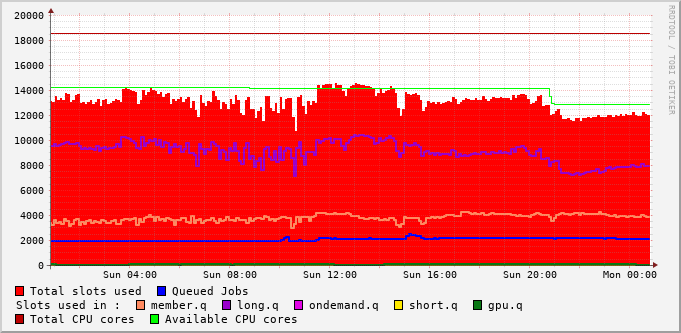 RRDTOOL / TOBI OETIKER
20000
18000
16000
14000
12000
10000
8000
6000
4000
2000
0
Sun 04:00 Sun 08:00 Sun 12:00 Sun 16:00 Sun 20:00 Mon 00:00
Total slots used Queued Jobs
Slots used in : member.q long.q ondemand.q short.q gpu.q
Total CPU cores Available CPU cores